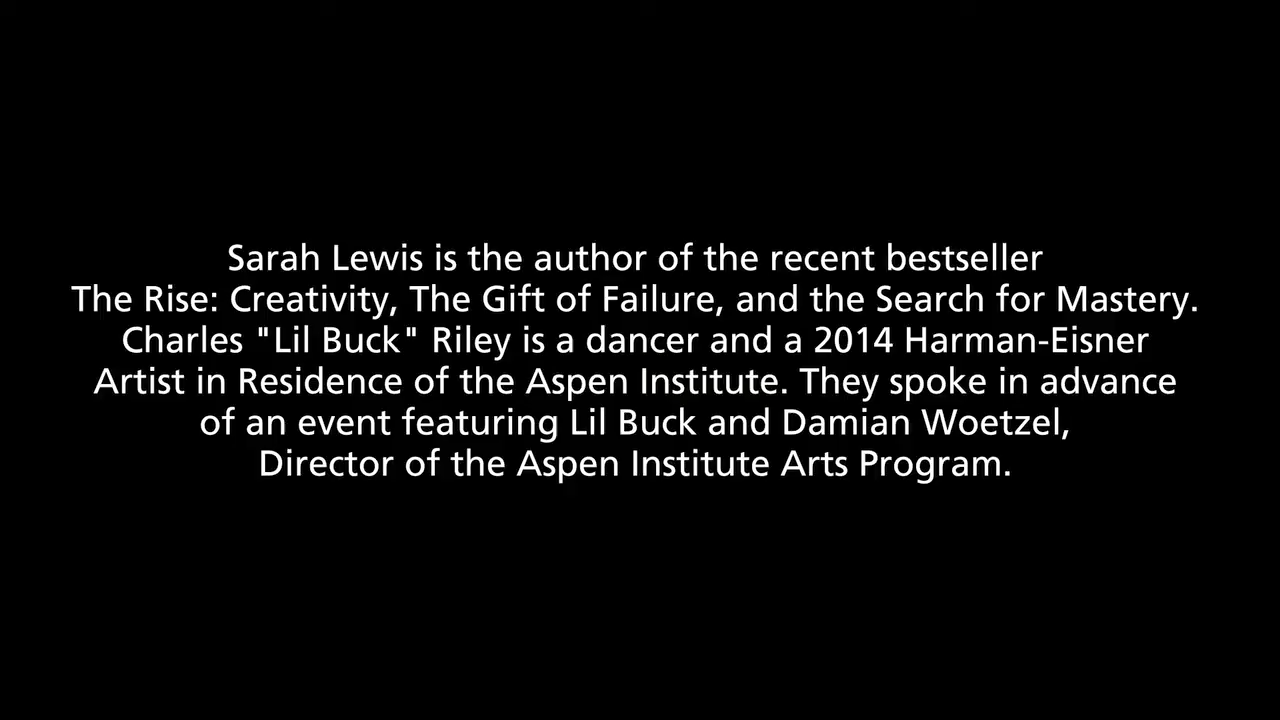 Sarah Lewis is the author of the recent bestseller
The Rise: Creativity, The Gift of Failure, and the Search for Mastery.
Charles "Lil Buck" Riley is a dancer and a 2014 Harman-Eisner
Artist in Residence of the Aspen Institute. They spoke in advance
of an event featuring Lil Buck and Damian Woetzel,
Director of the Aspen Institute Arts Program.